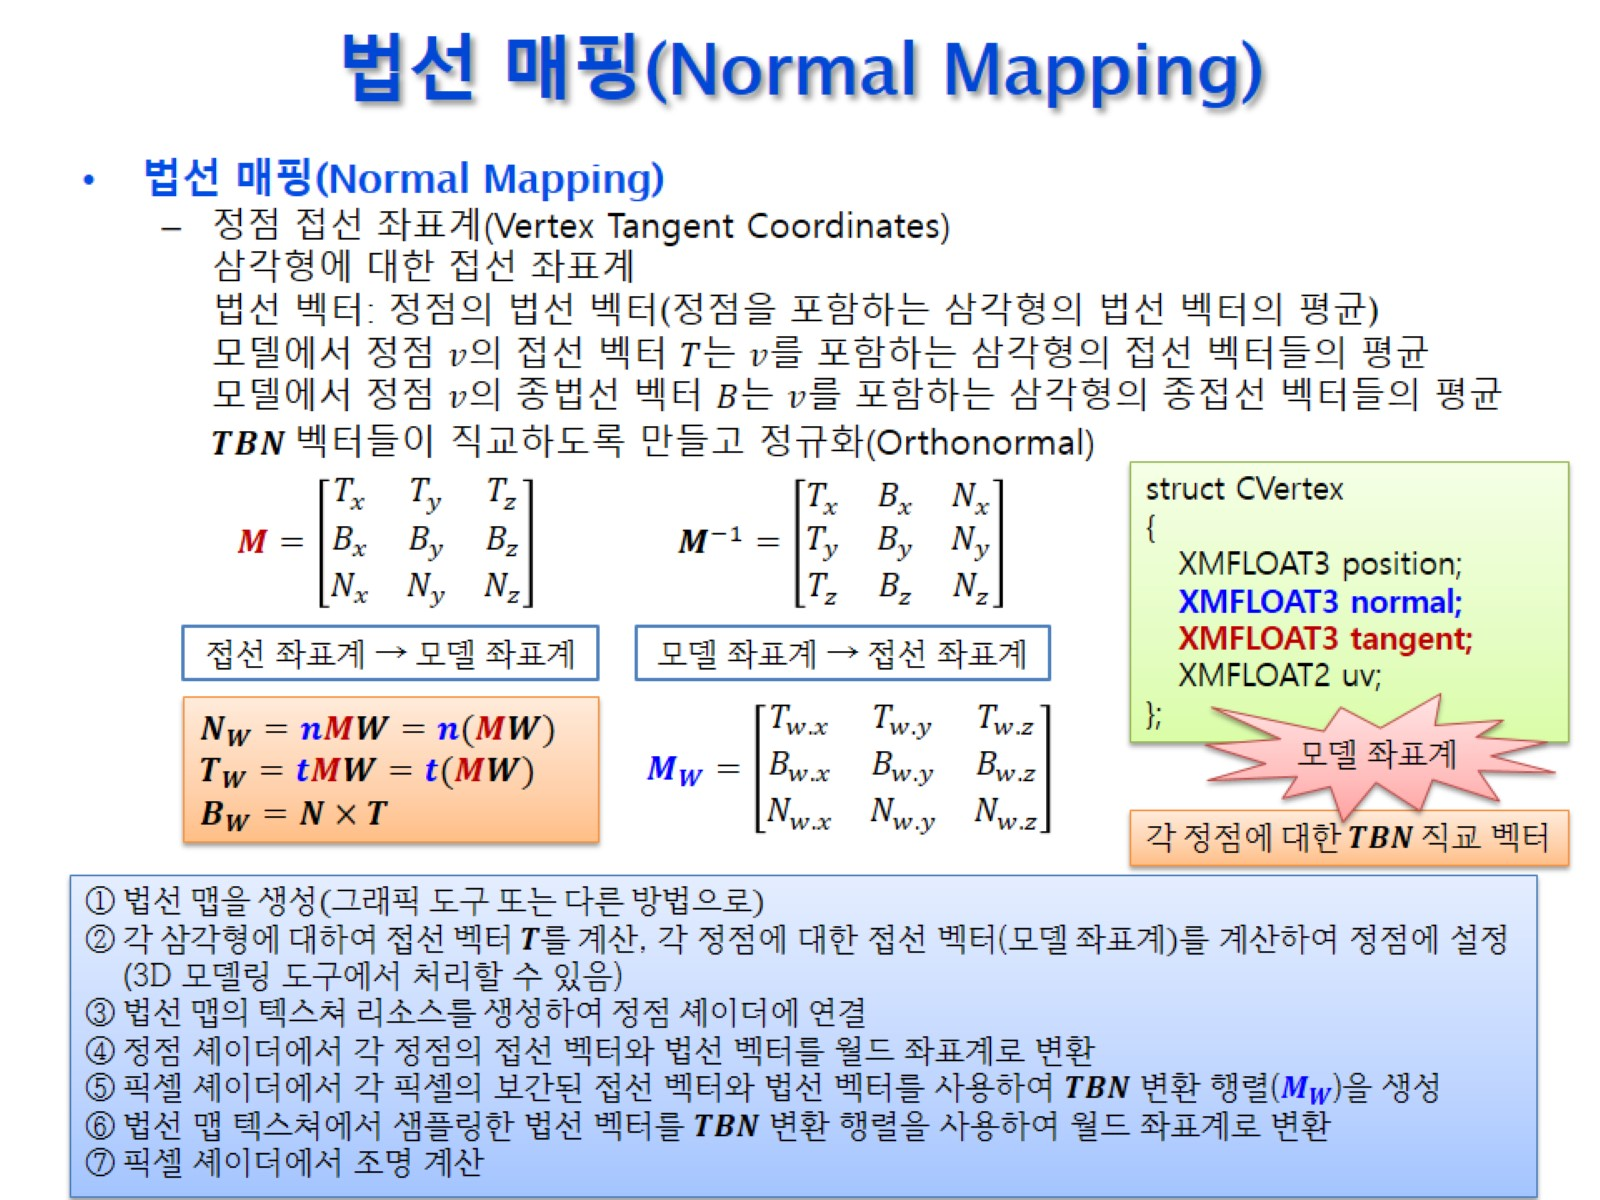 법선 매핑(Normal Mapping)
• 법선 매핑(Normal Mapping)
– 정점 접선 좌표계(Vertex Tangent Coordinates)
삼각형에 대한 접선 좌표계
법선 벡터: 정점의 법선 벡터(정점을 포함하는 삼각형의 법선 벡터의 평균)
모델에서 정점 v의 접선 벡터 T는 v를 포함하는 삼각형의 접선 벡터들의 평균
모델에서 정점 v의 종법선 벡터 B는 v를 포함하는 삼각형의 종접선 벡터들의 평균
TBN 벡터들이 직교하도록 만들고 정규화(Orthonormal)
M = [T_x T_y T_z
B_x B_y B_z
N_x N_y N_z]
접선 좌표계 → 모델 좌표계
M⁻¹ = [T_x B_x N_x
T_y B_y N_y
T_z B_z N_z]
모델 좌표계 → 접선 좌표계
struct CVertex
{
XMFLOAT3 position;
XMFLOAT3 normal;
XMFLOAT3 tangent;
XMFLOAT2 uv;
};
모델 좌표계
각 정점에 대한 TBN 직교 벡터
N_W = nMW = n(MW)
T_W = tMW = t(MW)
B_W = N × T
M_W = [T_w.x T_w.y T_w.z
B_w.x B_w.y B_w.z
N_w.x N_w.y N_w.z]
① 법선 맵을 생성(그래픽 도구 또는 다른 방법으로)
② 각 삼각형에 대하여 접선 벡터 T를 계산, 각 정점에 대한 접선 벡터(모델 좌표계)를 계산하여 정점에 설정
(3D 모델링 도구에서 처리할 수 있음)
③ 법선 맵의 텍스쳐 리소스를 생성하여 정점 셰이더에 연결
④ 정점 셰이더에서 각 정점의 접선 벡터와 법선 벡터를 월드 좌표계로 변환
⑤ 픽셀 셰이더에서 각 픽셀의 보간된 접선 벡터와 법선 벡터를 사용하여 TBN 변환 행렬(M_W)을 생성
⑥ 법선 맵 텍스쳐에서 샘플링한 법선 벡터를 TBN 변환 행렬을 사용하여 월드 좌표계로 변환
⑦ 픽셀 셰이더에서 조명 계산